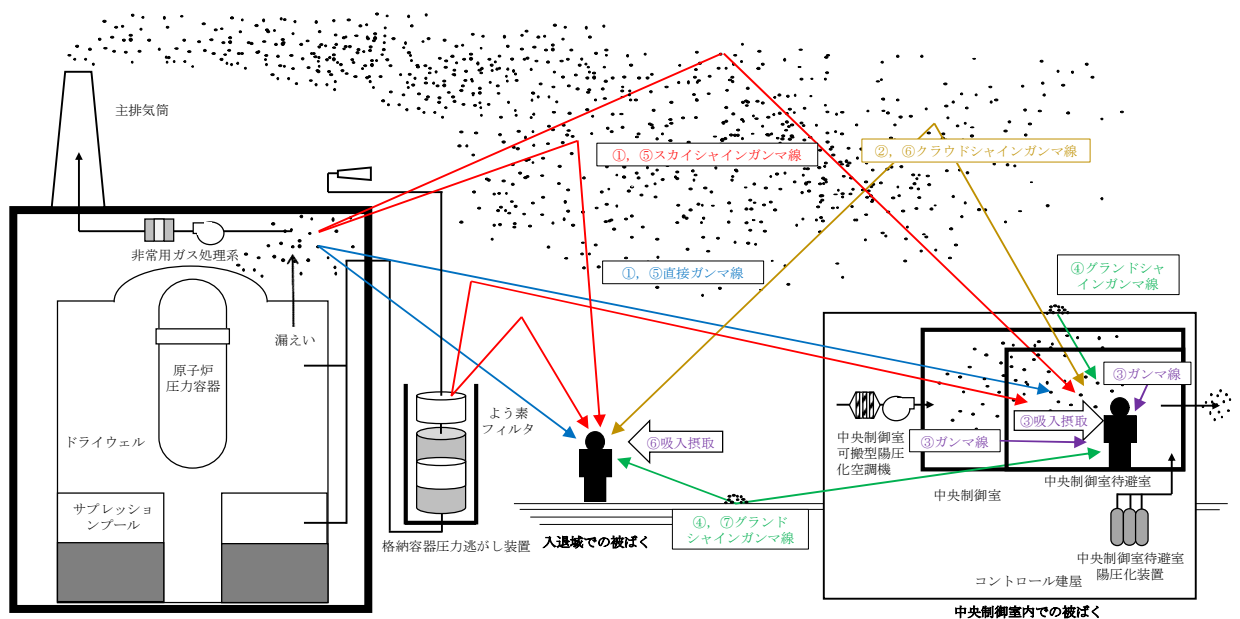 主排気筒
①，⑤スカイシャインガンマ線
②，⑥クラウドシャインガンマ線
非常用ガス処理系
①，⑤直接ガンマ線
④グランドシャ
インガンマ線
漏えい
原子炉
圧力容器
③ガンマ線
よう素
フィルタ
ドライウェル
⑥吸入摂取
③吸入摂取
③ガンマ線
中央制御室
可搬型陽圧
化空調機
中央制御室待避室
中央制御室
サプレッショ
ンプール
④，⑦グランド
シャインガンマ線
格納容器圧力逃がし装置
入退域での被ばく
中央制御室待避室
陽圧化装置
コントロール建屋
中央制御室内での被ばく